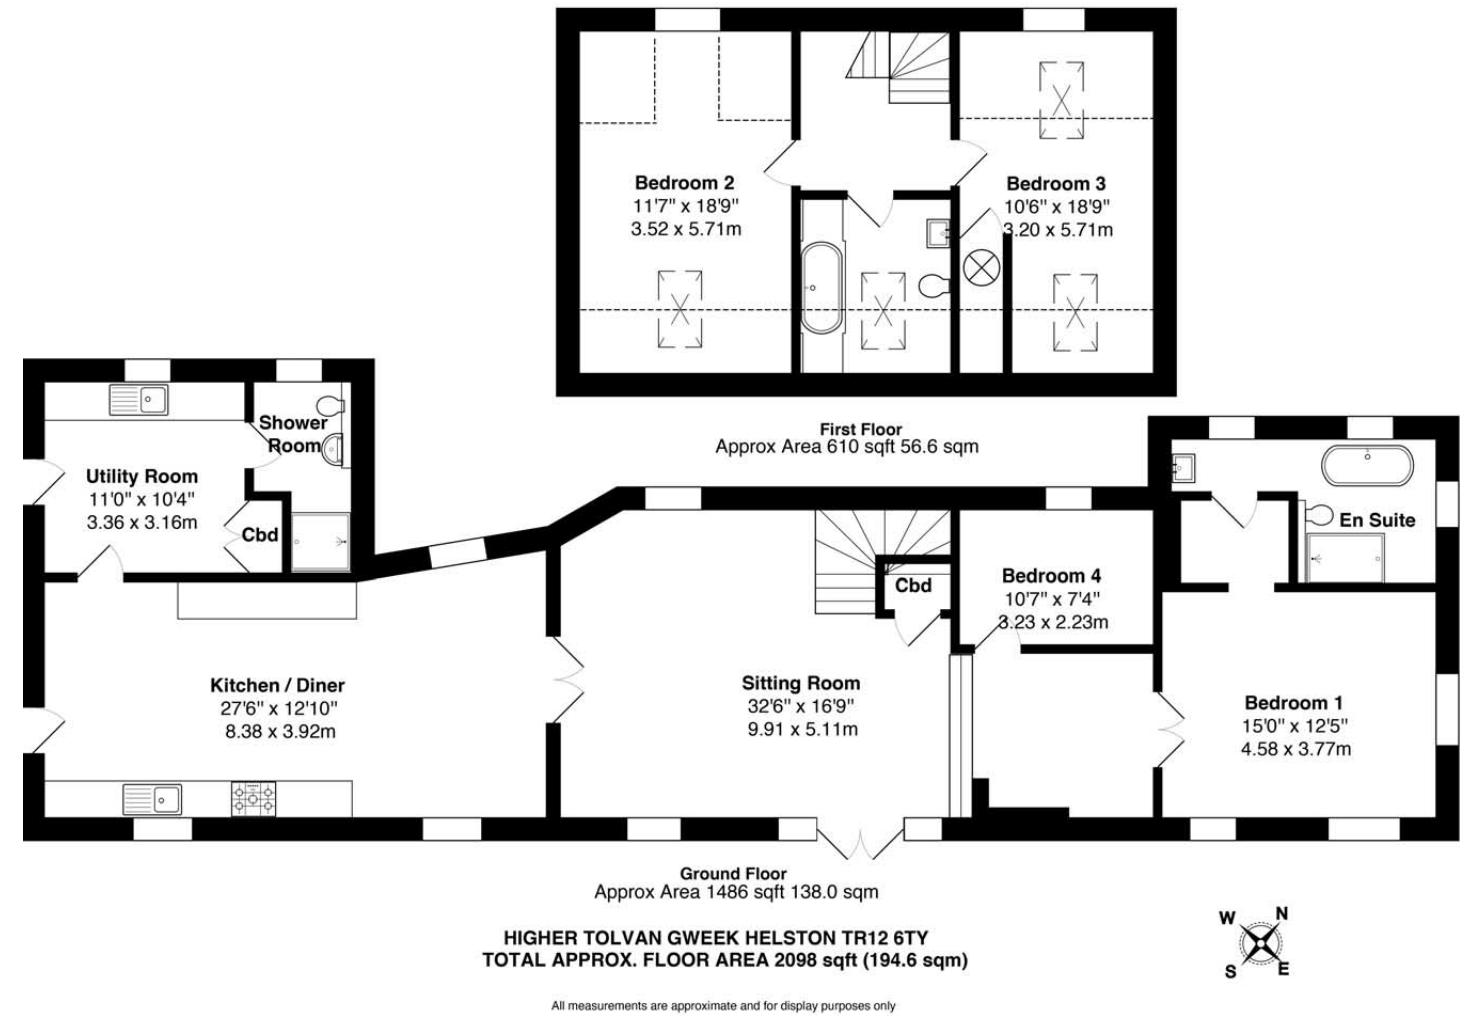 Bedroom 2
11'7" x 18'9"
3.52 x 5.71m
Bedroom 3
10'6" x 18'9"
3.20 x 5.71m
First Floor
Approx Area 610 sqft 56.6 sqm
Shower
Room
Utility Room
11'0" x 10'4"
3.36 x 3.16m
Cbd
En Suite
Cbd
Bedroom 4
10'7" x 7'4"
3.23 x 2.23m
Kitchen / Diner
27'6" x 12'10"
8.38 x 3.92m
Sitting Room
32'6" x 16'9"
9.91 x 5.11m
Bedroom 1
15'0" x 12'5"
4.58 x 3.77m
Ground Floor
Approx Area 1486 sqft 138.0 sqm
W N
S E
HIGHER TOLVAN GWEEK HELSTON TR12 6TY
TOTAL APPROX. FLOOR AREA 2098 sqft (194.6 sqm)
All measurements are approximate and for display purposes only